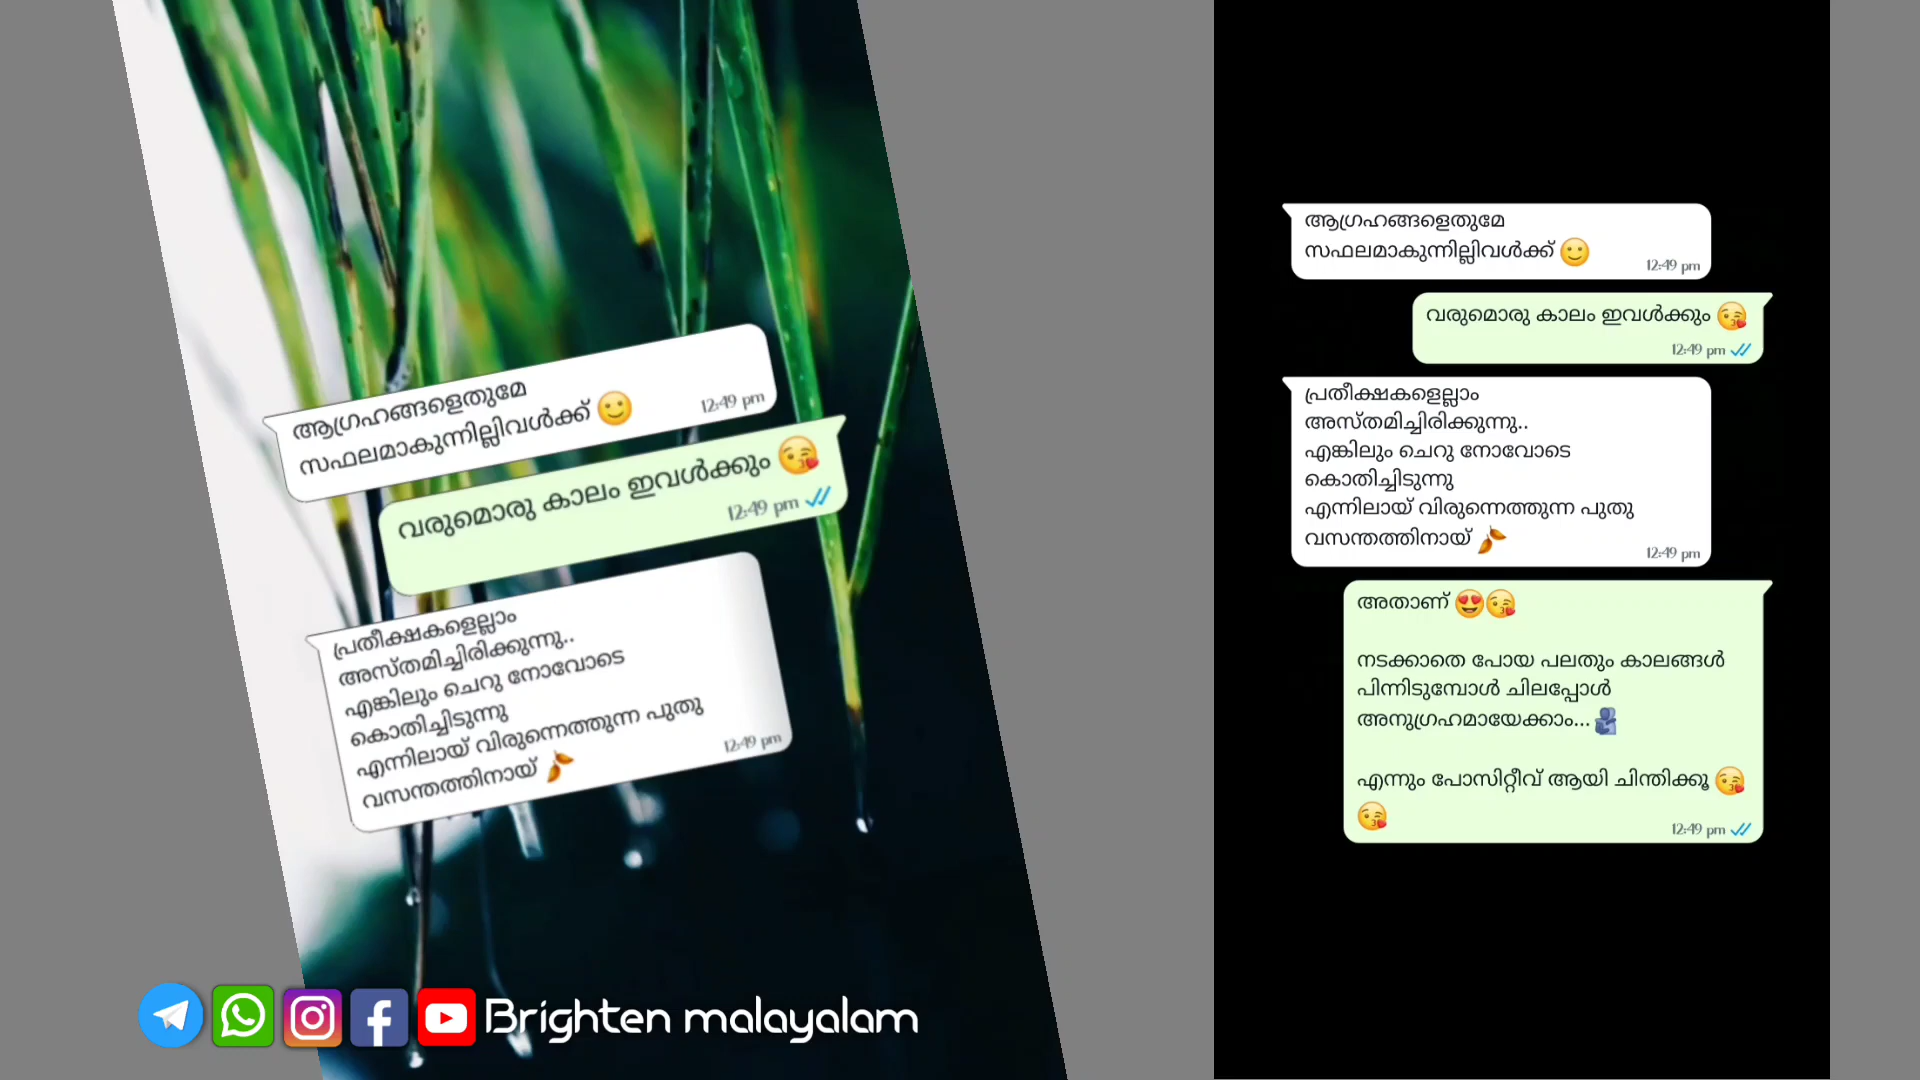 ആഗ്രഹങ്ങളെതുമേ
സഫലമാകുന്നില്ലിവൾക്ക് 🙂
12:49 pm
വരുമൊരു കാലം ഇവൾക്കും 😘
12:49 pm
പ്രതീക്ഷകളെല്ലാം
അസ്തമിച്ചിരിക്കുന്നു..
എങ്കിലും ചെറു നോവോടെ
കൊതിച്ചിടുന്നു
എന്നിലായ് വിരുന്നെത്തുന്ന പുതു
വസന്തത്തിനായ് 🍂
12:49 pm
Brighten malayalam
ആഗ്രഹങ്ങളെതുമേ
സഫലമാകുന്നില്ലിവൾക്ക് 🙂
12:49 pm
വരുമൊരു കാലം ഇവൾക്കും 😘
12:49 pm
പ്രതീക്ഷകളെല്ലാം
അസ്തമിച്ചിരിക്കുന്നു..
എങ്കിലും ചെറു നോവോടെ
കൊതിച്ചിടുന്നു
എന്നിലായ് വിരുന്നെത്തുന്ന പുതു
വസന്തത്തിനായ് 🍂
12:49 pm
അതാണ് 😍😘
നടക്കാതെ പോയ പലതും കാലങ്ങൾ
പിന്നിടുമ്പോൾ ചിലപ്പോൾ
അനുഗ്രഹമായേക്കാം...🫂
എന്നും പോസിറ്റീവ് ആയി ചിന്തിക്കൂ 😘
😘
12:49 pm